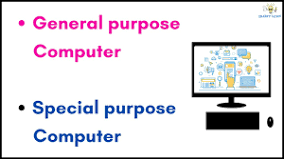 • General purpose
Computer
• Special purpose
Computer